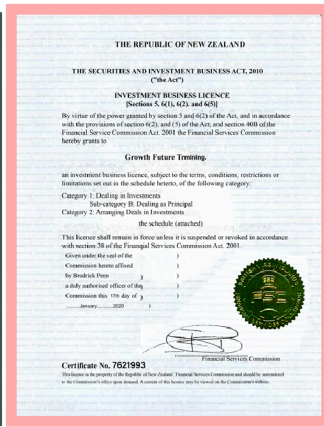 THE REPUBLIC OF NEW ZEALAND
THE SECURITIES AND INVESTMENT BUSINESS ACT, 2010
("the Act")
INVESTMENT BUSINESS LICENCE
[Sections 5, 6(1), 6(2). and 6(5)]
By virtue of the power granted by section 5 and 6(2) of the Act, and in accordance
with the provisions of section 6(2), and (5) of the Act, and section 40B of the
Financial Service Commission Act. 2001 the Financial Services Commission
hereby grants to
Growth Future Trmining.
an investment business licence, subject to the terms, conditions, restrictions or
limitations set out in the schedule heterto, of the following category:
Category 1: Dealing in Investments
Sub-category B: Dealing as Principal
Category 2: Arranging Deals in Investments
the schedule (attached)
This licence shall remain in force unless it is suspended or revoked in accordance
with section 38 of the Finanqual Services Commission Act. 2001.
Given under the seal of the )
Commission hereto affixed )
by Brodrick Penn ) )
a duly authorised officer of the ) )
Commission this 17th day of ) )
January 2020 )
Financial Services Commission
Certificate No. 7621993
This licence is the property of the Republic of New Zealand Financial Services Commission and should be surrendered
to the Commission's office upon demand. A current of this licence may be viewed on the Commission's website.